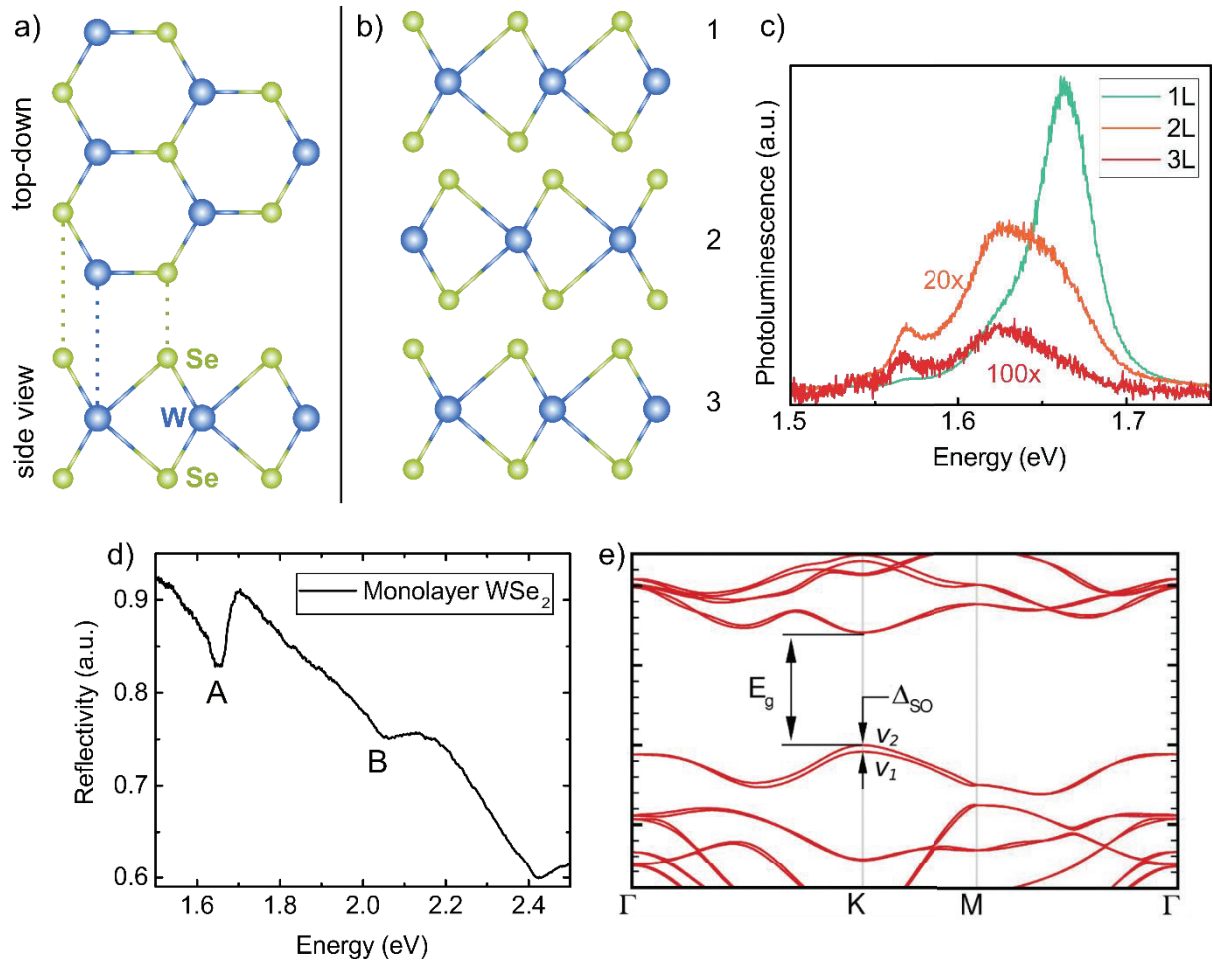 a)
top-down
side view
Se
W
Se
b)
1
2
3
c)
Photoluminescence (a.u.)
1L
2L
3L
20x
100x
1.5 1.6 1.7
Energy (eV)
d)
Reflectivity (a.u.)
0.9
0.8
0.7
0.6
Monolayer WSe₂
A
B
1.6 1.8 2.0 2.2 2.4
Energy (eV)
e)
E_g
Δ_SO
v₂
v₁
Γ K M Γ